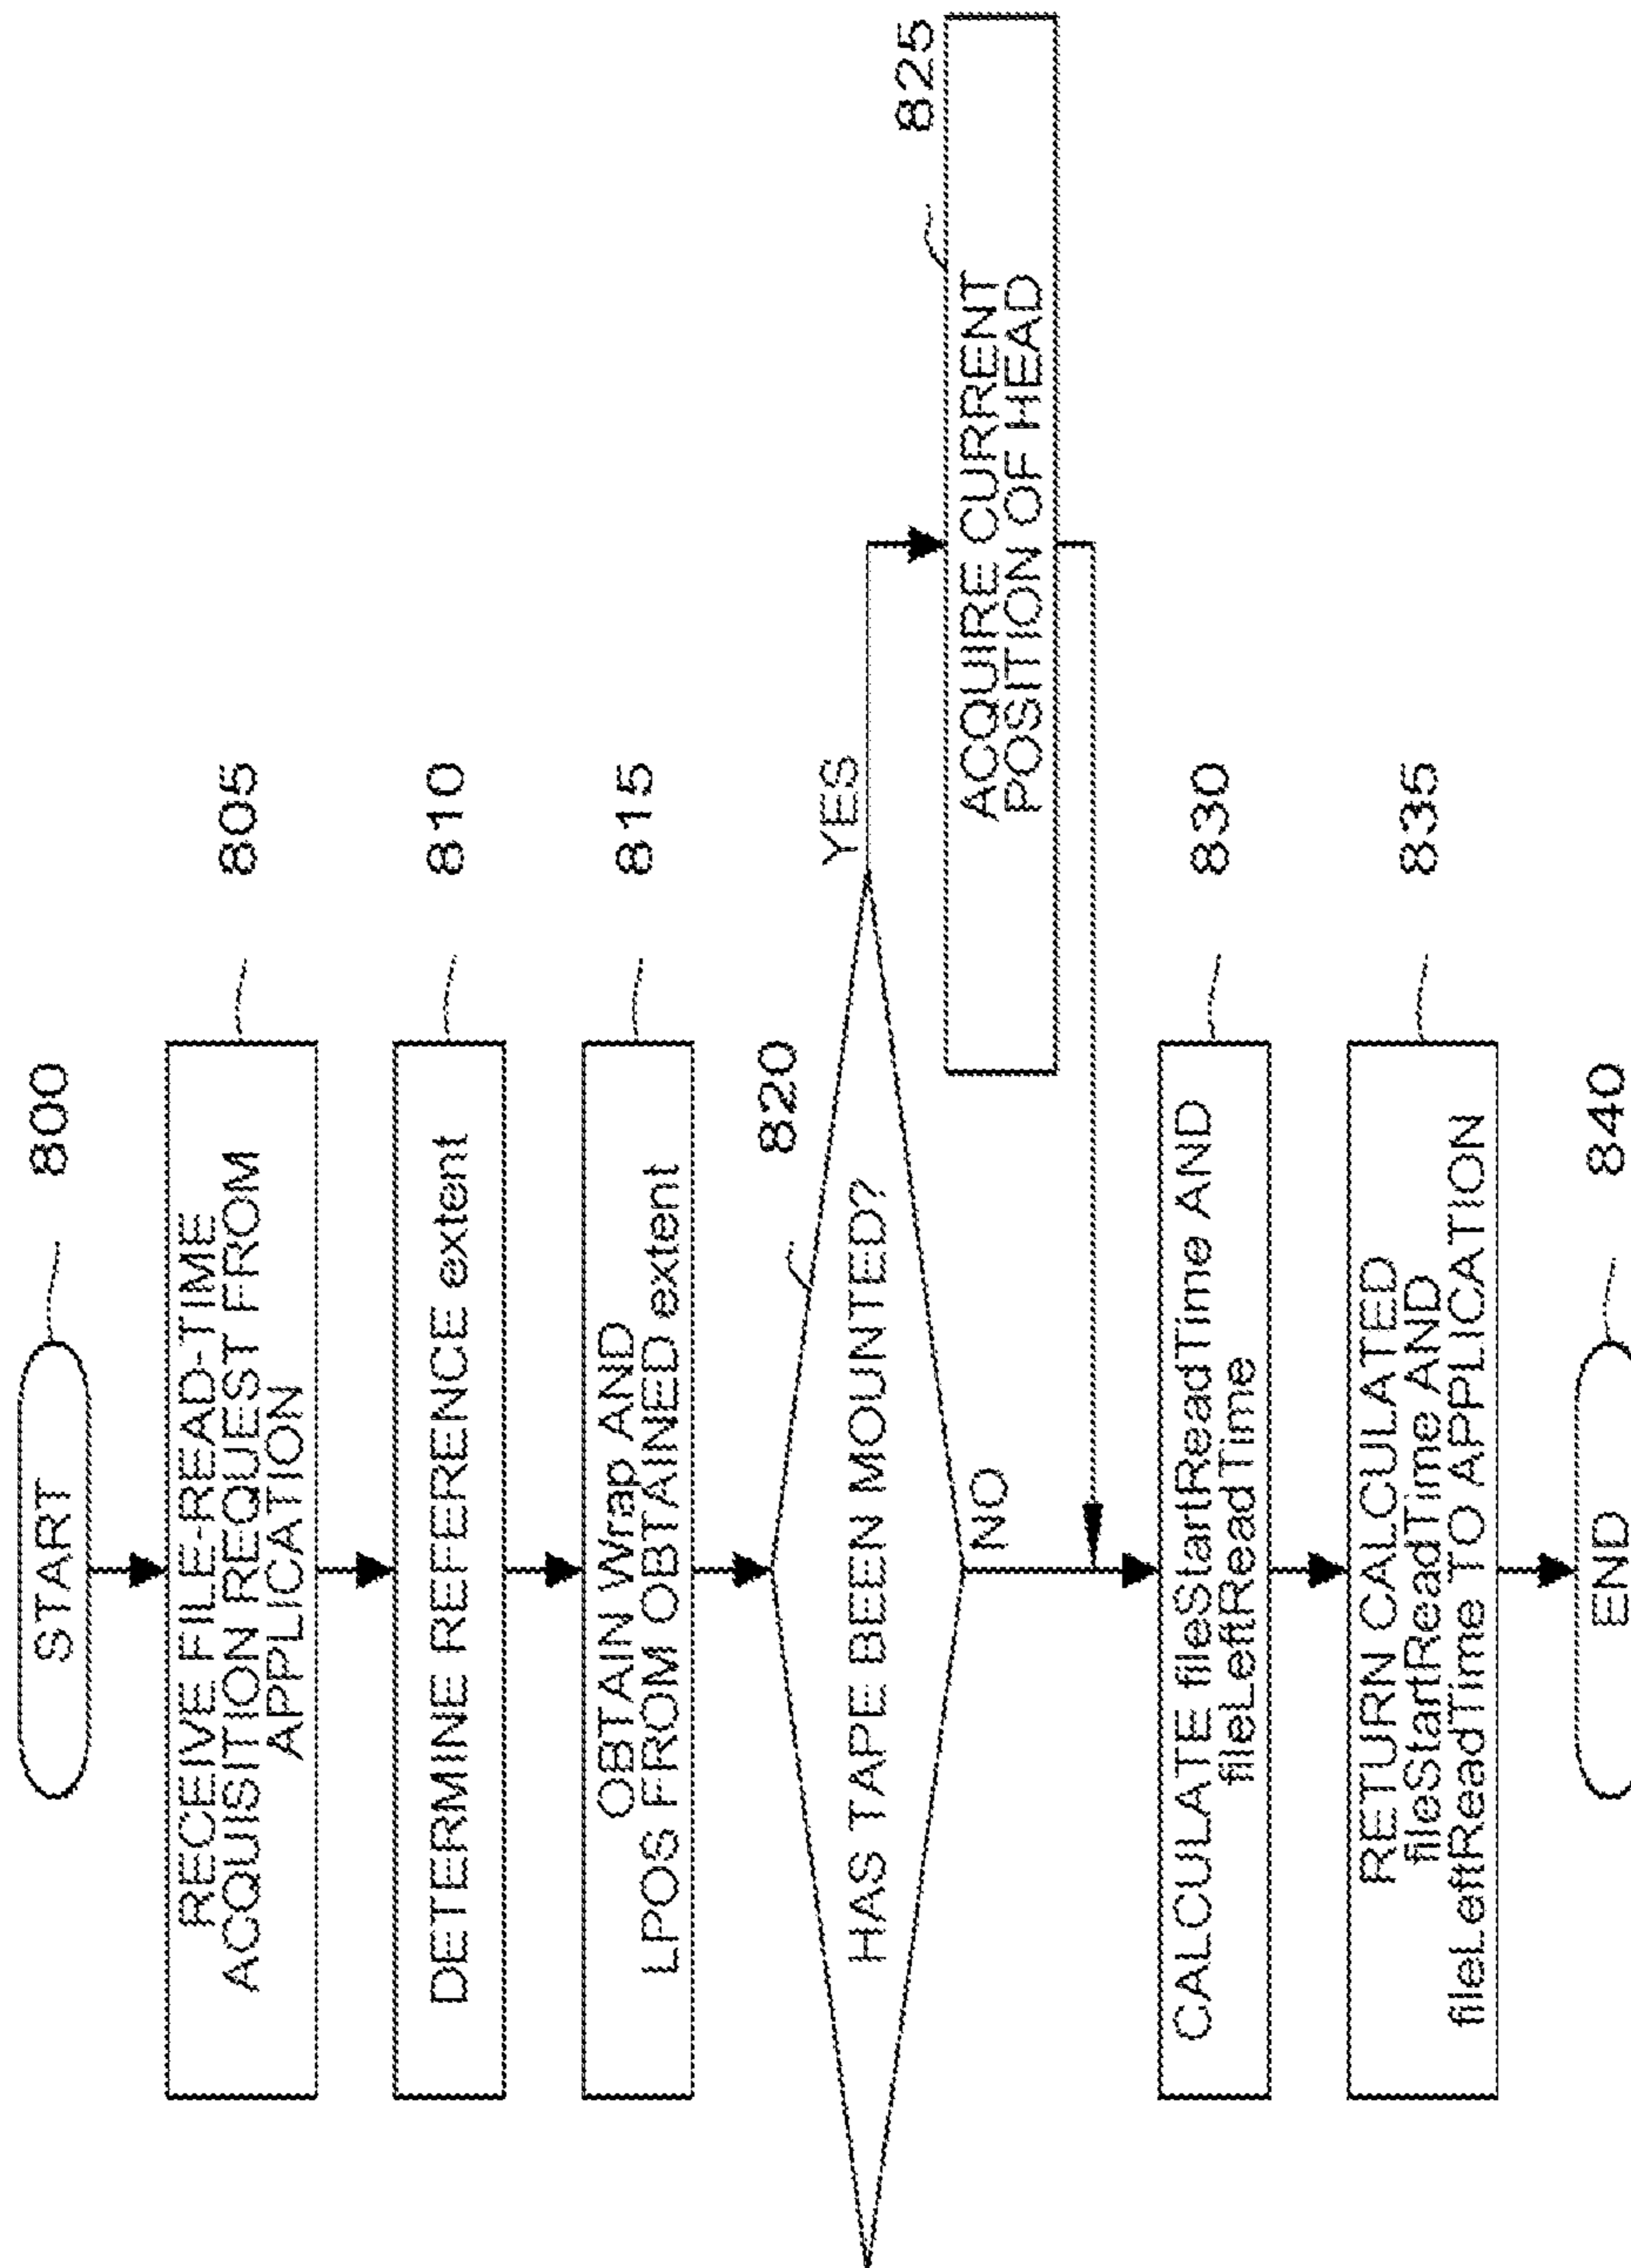 START
800
RECEIVE FILE-READ-TIME
ACQUISITION REQUEST FROM
APPLICATION
805
DETERMINE REFERENCE extent
810
OBTAIN Wrap AND
LPOS FROM OBTAINED extent
815
820
HAS TAPE BEEN MOUNTED?
YES
825
ACQUIRE CURRENT
POSITION OF HEAD
NO
CALCULATE fileStartReadTime AND
fileLeftReadTime
830
RETURN CALCULATED
fileStartReadTime AND
fileLeftReadTime TO APPLICATION
835
END
840